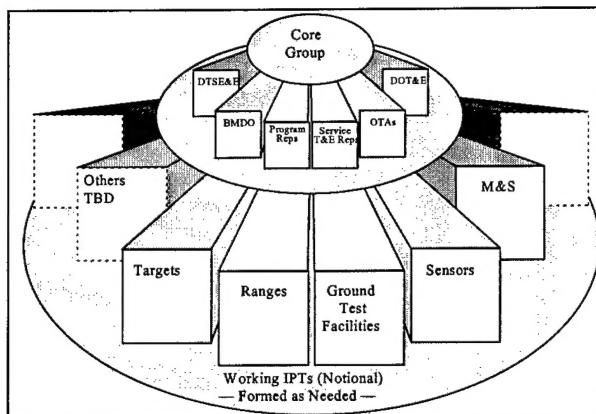 Core
Group
DTSE&E
DOT&E
BMDO
Program
Reps
Service
T&E Reps
OTAs
Others
TBD
M&S
Targets
Ranges
Ground
Test
Facilities
Sensors
Working IPTs (Notional)
— Formed as Needed —